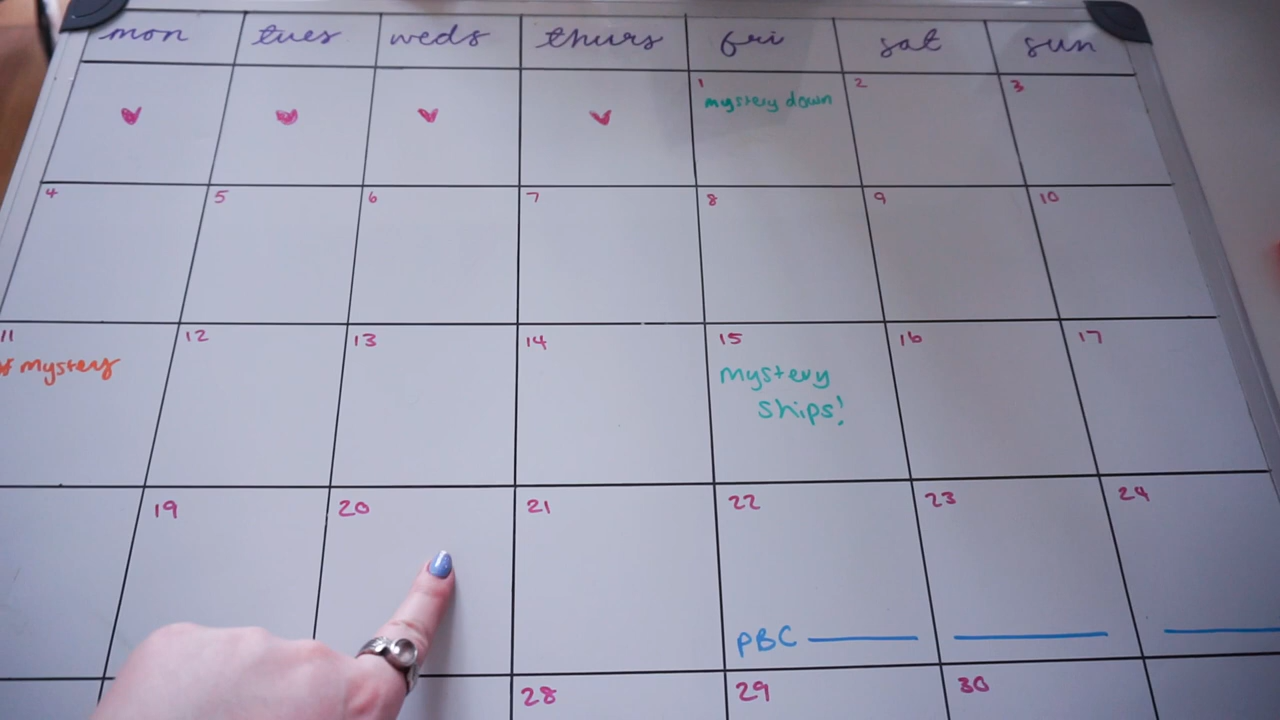 mon tues weds thurs fri sat sun
1 2 3
mystery down
4 5 6 7 8 9 10
11 12 13 14 15 16 17
mystery
mystery
ships!
19 20 21 22 23 24
PBC
28 29 30